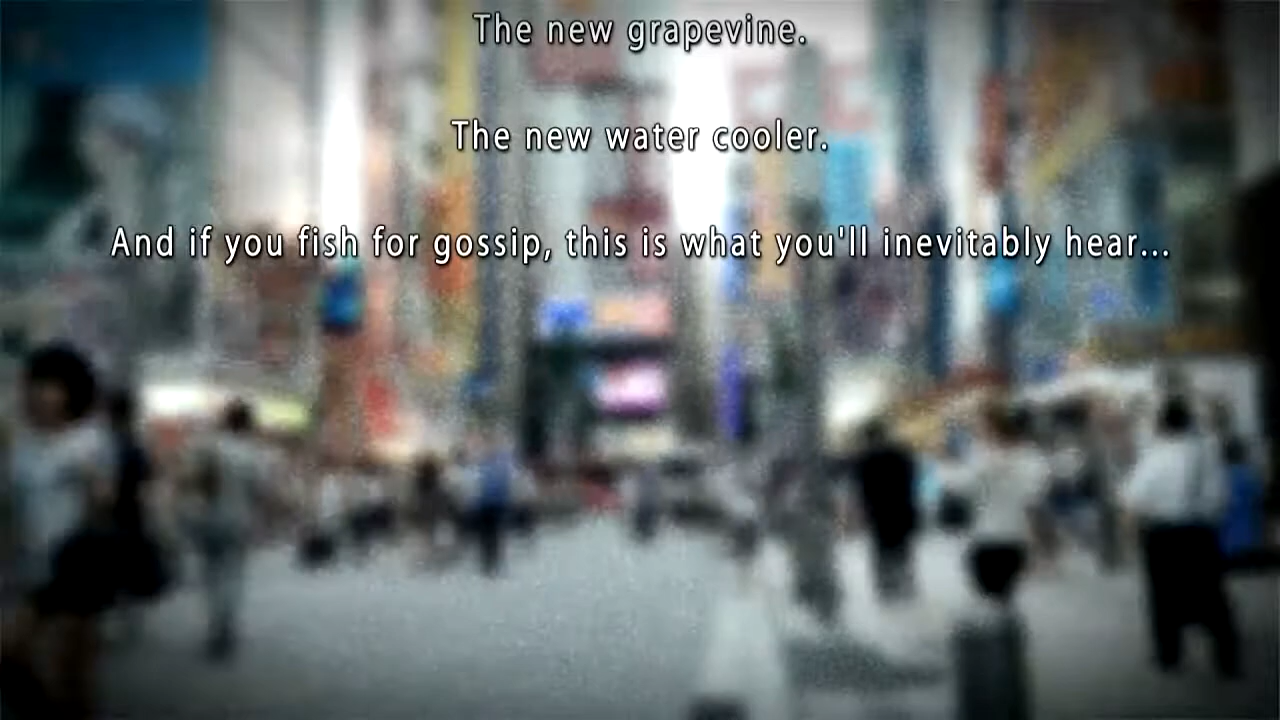 The new grapevine.
The new water cooler.
And if you fish for gossip, this is what you'll inevitably hear...